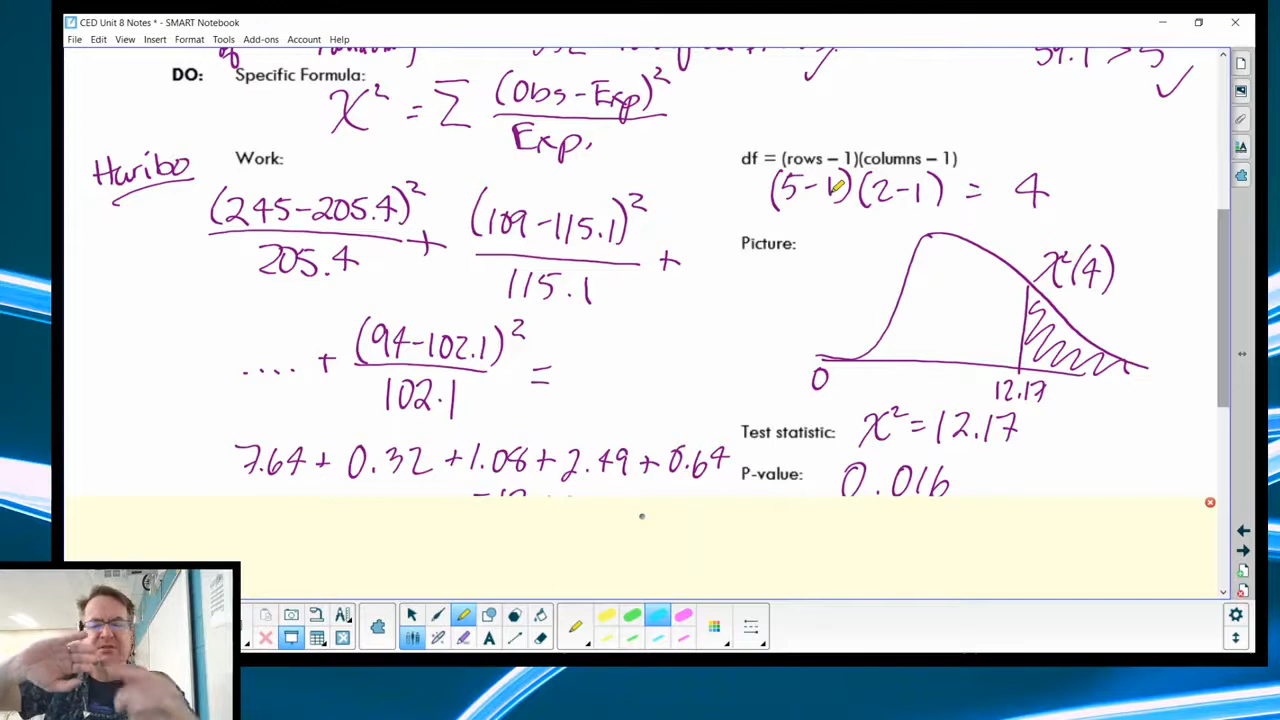 CED Unit 8 Notes * - SMART Notebook
File Edit View Insert Format Tools Add-ons Account Help
59.1 > 5 ✓
DO: Specific Formula:
χ² = Σ (Obs-Exp)² / Exp.
Haribo
Work:
(245-205.4)² / 205.4 + (109-115.1)² / 115.1 +
.... + (94-102.1)² / 102.1 =
7.64 + 0.32 + 1.08 + 2.49 + 0.64
df = (rows – 1)(columns – 1)
(5-1)(2-1) = 4
Picture:
χ²(4)
0 12.17
Test statistic: χ² = 12.17
P-value: 0.016